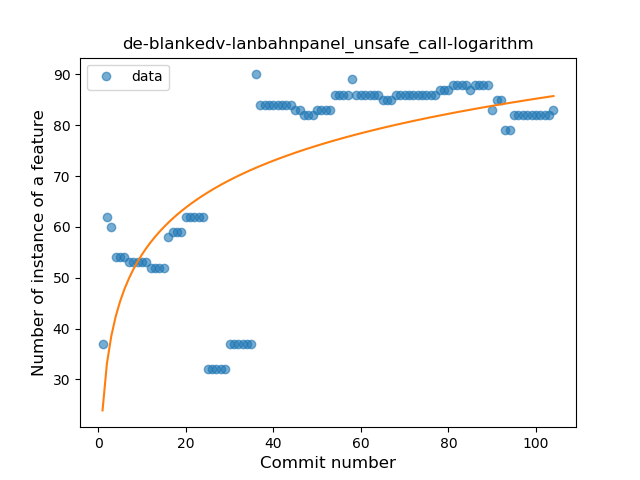 de-blankedv-lanbahnpanel_unsafe_call-logarithm
data
Number of instance of a feature
90
80
70
60
50
40
30
0 20 40 60 80 100
Commit number